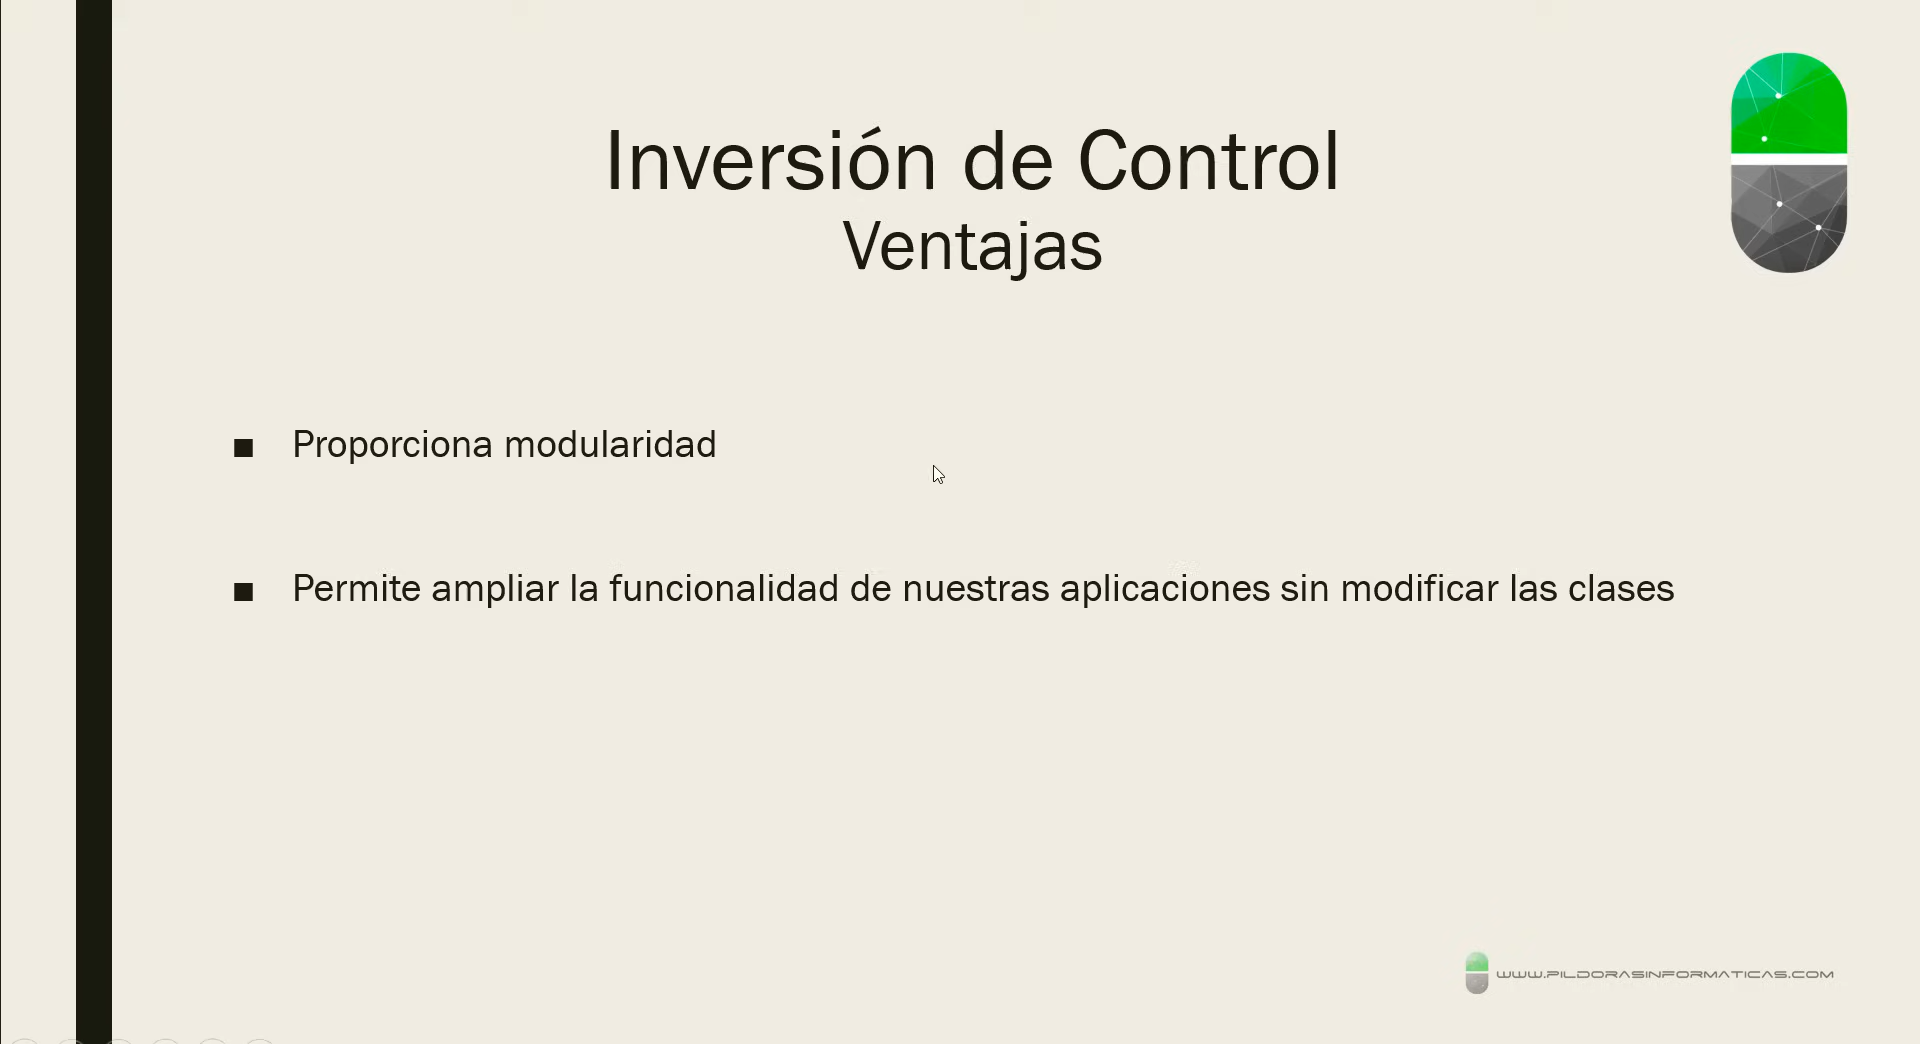 Inversión de Control
Ventajas
Proporciona modularidad
Permite ampliar la funcionalidad de nuestras aplicaciones sin modificar las clases
WWW.PILDORASINFORMATICAS.COM